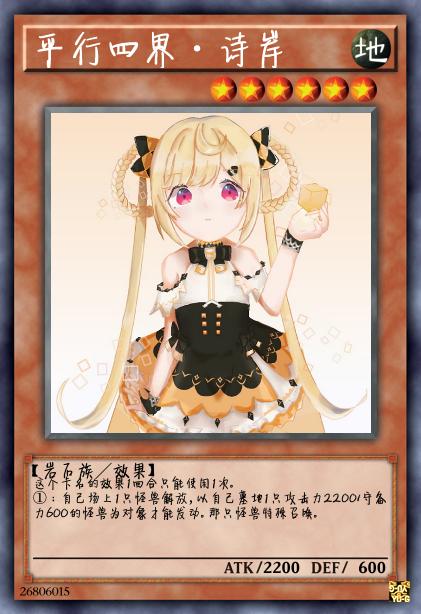 平行四界・诗岸
地
【岩石族／效果】
这个卡名的效果1回合只能使用1次。
①：自己场上1只怪兽解放，以自己墓地1只攻击力2200/守备
力600的怪兽为对象才能发动。那只怪兽特殊召唤。
ATK/2200 DEF/ 600
26806015